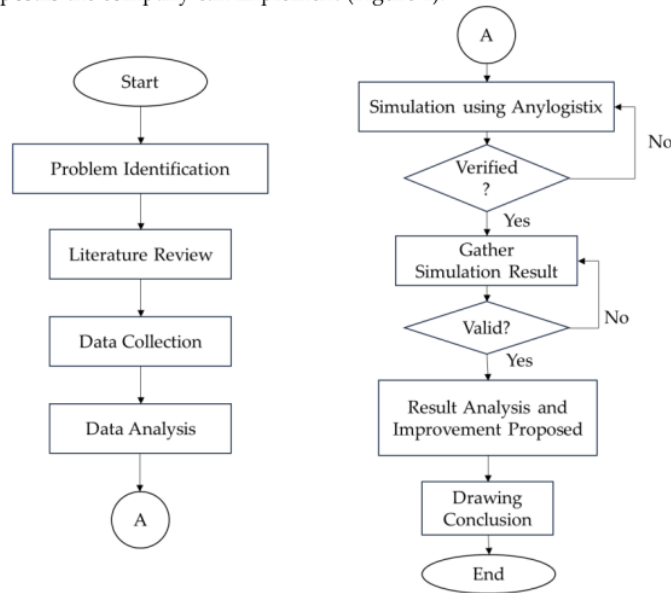 Start
Problem Identification
Literature Review
Data Collection
Data Analysis
A
A
Simulation using Anylogistix
No
Verified
?
Yes
Gather
Simulation Result
No
Valid?
Yes
Result Analysis and
Improvement Proposed
Drawing
Conclusion
End